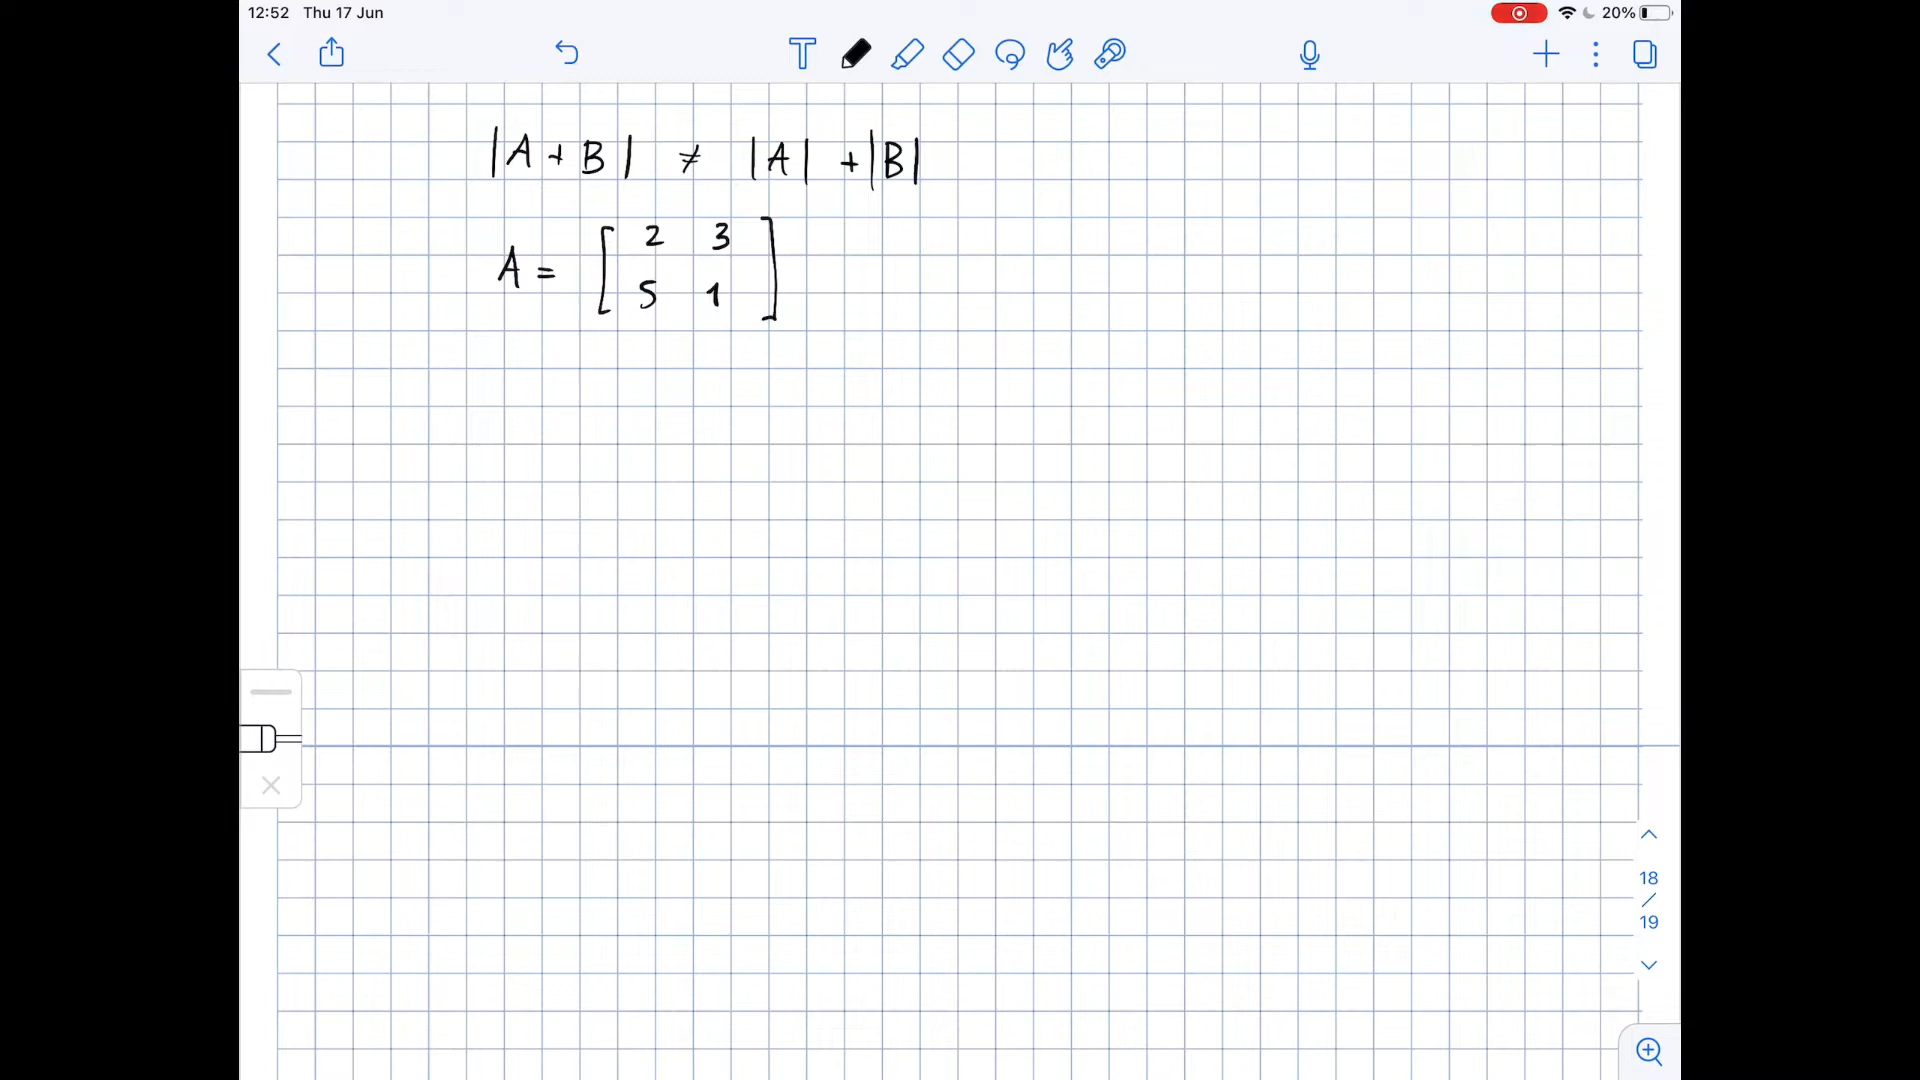 12:52 Thu 17 Jun 20%
|A + B| ≠ |A| + |B|
A = [ 2 3
5 1 ]
18
/
19